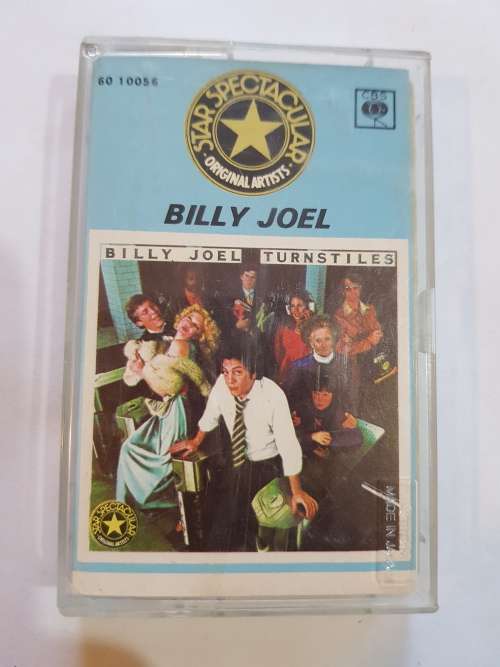 60 10056
STAR SPECTACULAR
• ORIGINAL ARTISTS •
CBS
BILLY JOEL
BILLY JOEL TURNSTILES
STAR SPECTACULAR
ORIGINAL ARTISTS
MADE IN